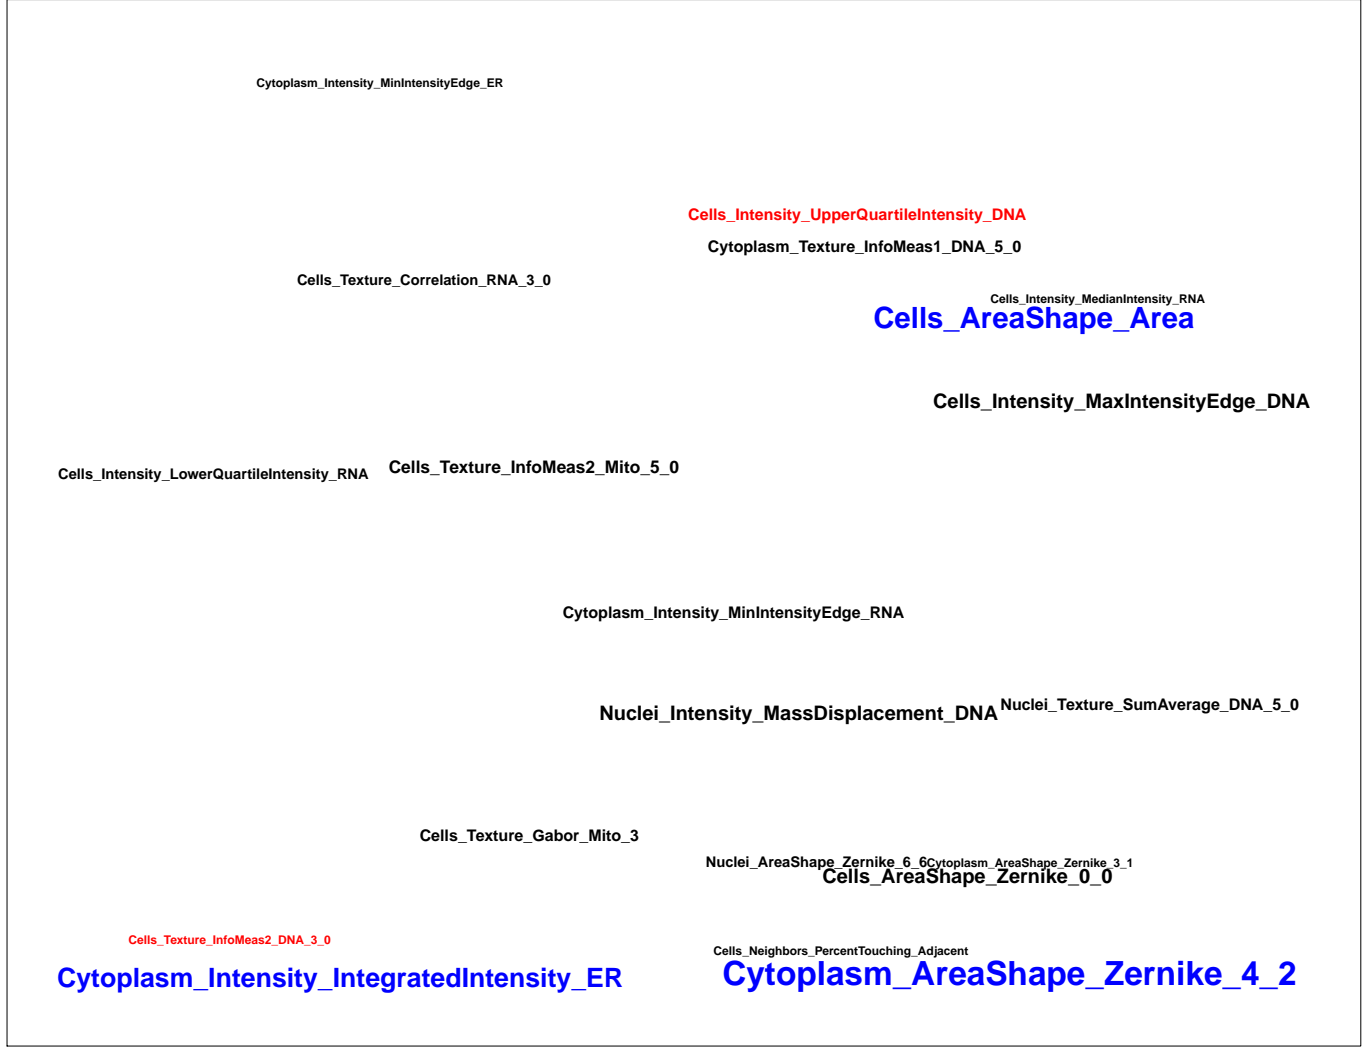 Cytoplasm_Intensity_MinIntensityEdge_ER
Cells_Intensity_UpperQuartileIntensity_DNA
Cytoplasm_Texture_InfoMeas1_DNA_5_0
Cells_Texture_Correlation_RNA_3_0
Cells_Intensity_MedianIntensity_RNA
Cells_AreaShape_Area
Cells_Intensity_MaxIntensityEdge_DNA
Cells_Intensity_LowerQuartileIntensity_RNA
Cells_Texture_InfoMeas2_Mito_5_0
Cytoplasm_Intensity_MinIntensityEdge_RNA
Nuclei_Intensity_MassDisplacement_DNA
Nuclei_Texture_SumAverage_DNA_5_0
Cells_Texture_Gabor_Mito_3
Nuclei_AreaShape_Zernike_6_6
Cytoplasm_AreaShape_Zernike_3_1
Cells_AreaShape_Zernike_0_0
Cells_Texture_InfoMeas2_DNA_3_0
Cells_Neighbors_PercentTouching_Adjacent
Cytoplasm_Intensity_IntegratedIntensity_ER
Cytoplasm_AreaShape_Zernike_4_2